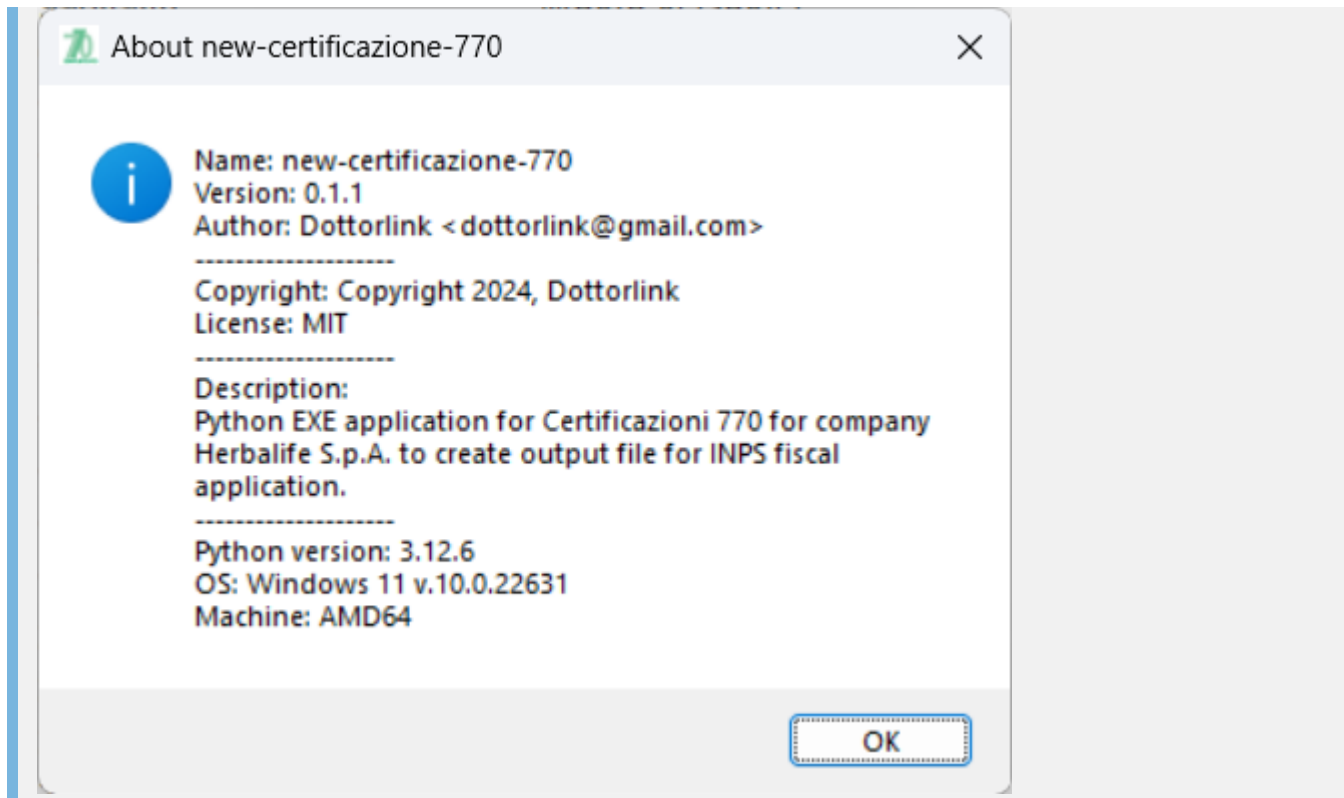 About new-certificazione-770
Name: new-certificazione-770
Version: 0.1.1
Author: Dottorlink <dottorlink@gmail.com>
--------------------
Copyright: Copyright 2024, Dottorlink
License: MIT
--------------------
Description:
Python EXE application for Certificazioni 770 for company
Herbalife S.p.A. to create output file for INPS fiscal
application.
--------------------
Python version: 3.12.6
OS: Windows 11 v.10.0.22631
Machine: AMD64
OK